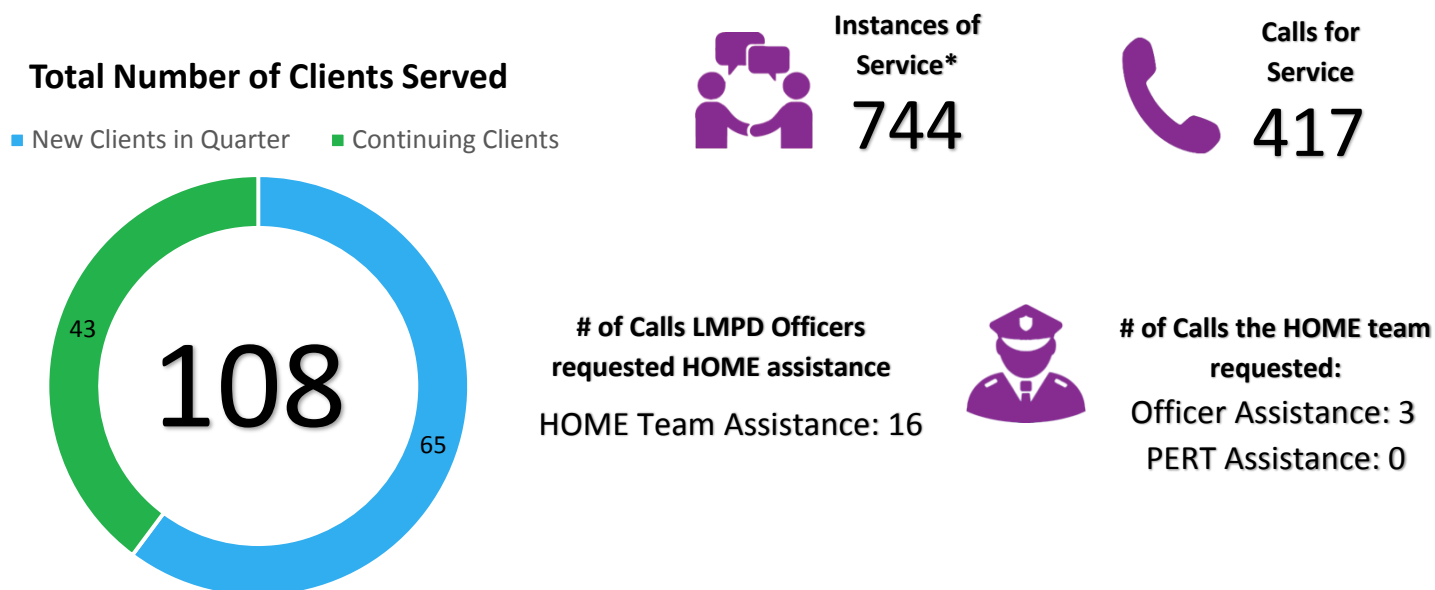 Total Number of Clients Served
New Clients in Quarter
Continuing Clients
43
108
65
Instances of
Service*
744
Calls for
Service
417
# of Calls LMPD Officers
requested HOME assistance
HOME Team Assistance: 16
# of Calls the HOME team
requested:
Officer Assistance: 3
PERT Assistance: 0